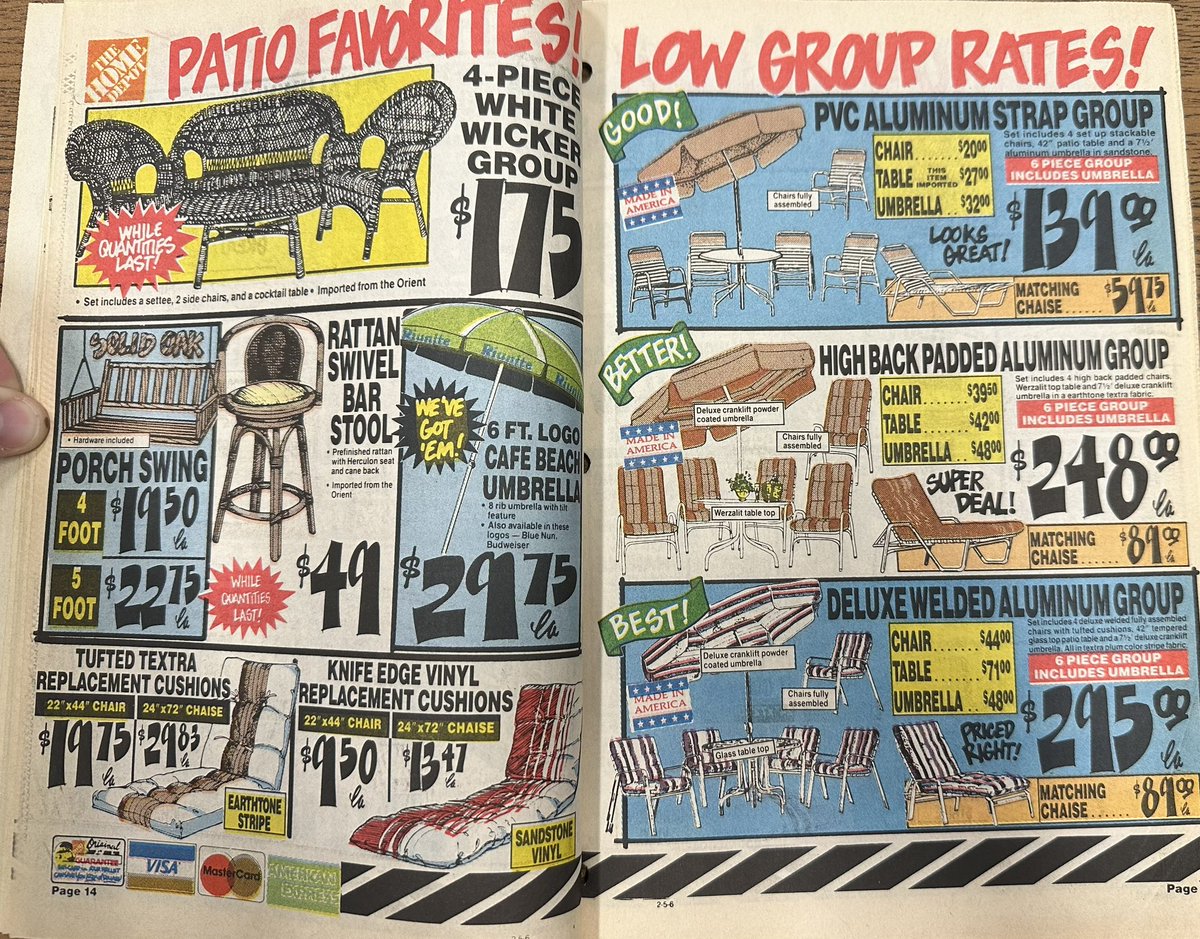 THE
HOME
DEPOT
PATIO FAVORITES!
4-PIECE
WHITE
WICKER
GROUP
$175
WHILE
QUANTITIES
LAST!
• Set includes a settee, 2 side chairs, and a cocktail table • Imported from the Orient
SOLID OAK
• Hardware included
PORCH SWING
4
FOOT
$19 50
ea
5
FOOT
$22 75
ea
RATTAN
SWIVEL
BAR
STOOL
• Prefinished rattan
with Herculon seat
and cane back
• Imported from the
Orient
WHILE
QUANTITIES
LAST!
$49
Riunite
Riunite
Riunite
WE'VE
GOT
'EM!
6 FT. LOGO
CAFE BEACH
UMBRELLA
• 8 rib umbrella with tilt
feature
• Also available in these
logos — Blue Nun,
Budweiser
$29 75
ea
TUFTED TEXTRA
REPLACEMENT CUSHIONS
22"x44" CHAIR
24"x72" CHAISE
$19 75
ea
$29 83
ea
EARTHTONE
STRIPE
KNIFE EDGE VINYL
REPLACEMENT CUSHIONS
22"x44" CHAIR
24"x72" CHAISE
$9 50
ea
$13 47
ea
SANDSTONE
VINYL
Original
GUARANTEE
VISA
MasterCard
AMERICAN
EXPRESS
Page 14
2-5-6
LOW GROUP RATES!
GOOD!
PVC ALUMINUM STRAP GROUP
Set includes 4 set up stackable
chairs, 42" patio table and a 7½'
aluminum umbrella in sandstone.
CHAIR...... $20 00
TABLE THIS ITEM IMPORTED $27 00
UMBRELLA .. $32 00
6 PIECE GROUP
INCLUDES UMBRELLA
MADE IN
AMERICA
Chairs fully
assembled
LOOKS
GREAT!
$139 00
ea
MATCHING
CHAISE...... $59 75
ea
BETTER!
HIGH BACK PADDED ALUMINUM GROUP
Set includes 4 high back padded chairs,
Werzalit top table and 7½' deluxe cranklift
umbrella in a earthtone textra fabric.
CHAIR ...... $39 50
TABLE ...... $42 00
UMBRELLA .. $48 00
6 PIECE GROUP
INCLUDES UMBRELLA
Deluxe cranklift powder
coated umbrella
MADE IN
AMERICA
Chairs fully
assembled
Werzalit table top
SUPER
DEAL!
$248 00
ea
MATCHING
CHAISE...... $89 00
ea
BEST!
DELUXE WELDED ALUMINUM GROUP
Set includes 4 deluxe welded fully assembled
chairs with tufted cushions, 42" tempered
glass top patio table and a 7½' deluxe cranklift
umbrella. All in textra plum color stripe fabric.
CHAIR ...... $44 00
TABLE ...... $71 00
UMBRELLA .. $48 00
6 PIECE GROUP
INCLUDES UMBRELLA
Deluxe cranklift powder
coated umbrella
MADE IN
AMERICA
Chairs fully
assembled
Glass table top
PRICED
RIGHT!
$295 00
ea
MATCHING
CHAISE...... $89 00
ea
2-5-6
Page